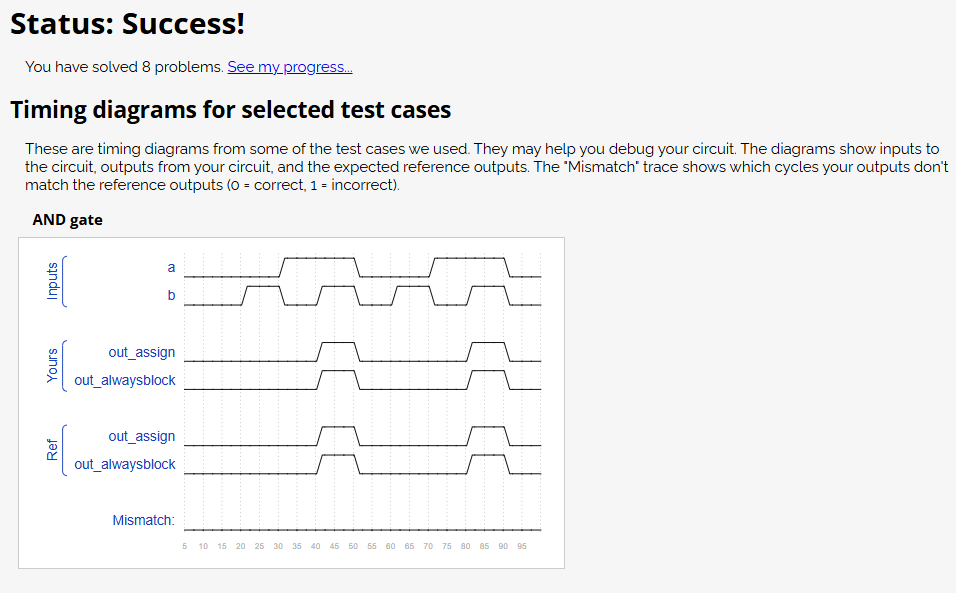 Status: Success!
You have solved 8 problems. See my progress...
Timing diagrams for selected test cases
These are timing diagrams from some of the test cases we used. They may help you debug your circuit. The diagrams show inputs to
the circuit, outputs from your circuit, and the expected reference outputs. The "Mismatch" trace shows which cycles your outputs don't
match the reference outputs (0 = correct, 1 = incorrect).
AND gate
Inputs
a
b
Yours
out_assign
out_alwaysblock
Ref
out_assign
out_alwaysblock
Mismatch:
5 10 15 20 25 30 35 40 45 50 55 60 65 70 75 80 85 90 95